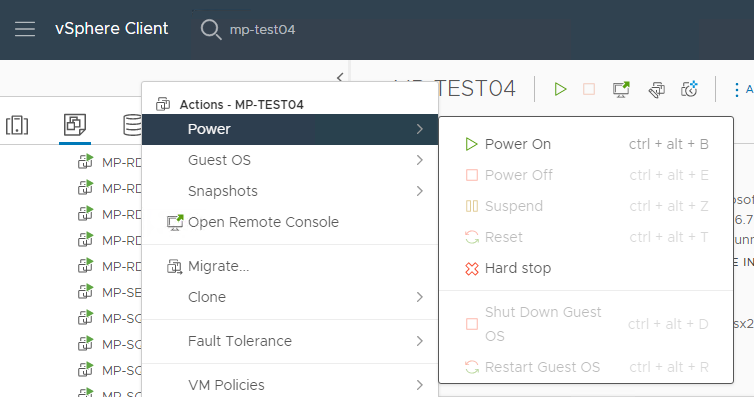 vSphere Client
mp-test04
MP-TEST04
Actions - MP-TEST04
Power
Guest OS
Snapshots
Open Remote Console
Migrate...
Clone
Fault Tolerance
VM Policies
Power On ctrl + alt + B
Power Off ctrl + alt + E
Suspend ctrl + alt + Z
Reset ctrl + alt + T
Hard stop
Shut Down Guest
OS ctrl + alt + D
Restart Guest OS ctrl + alt + R
MP-RD
MP-RD
MP-RD
MP-RD
MP-RD
MP-SE
MP-SC
MP-SC
MP-SC
MP-SC
A
osof
6.7
unn
E IN
sx2